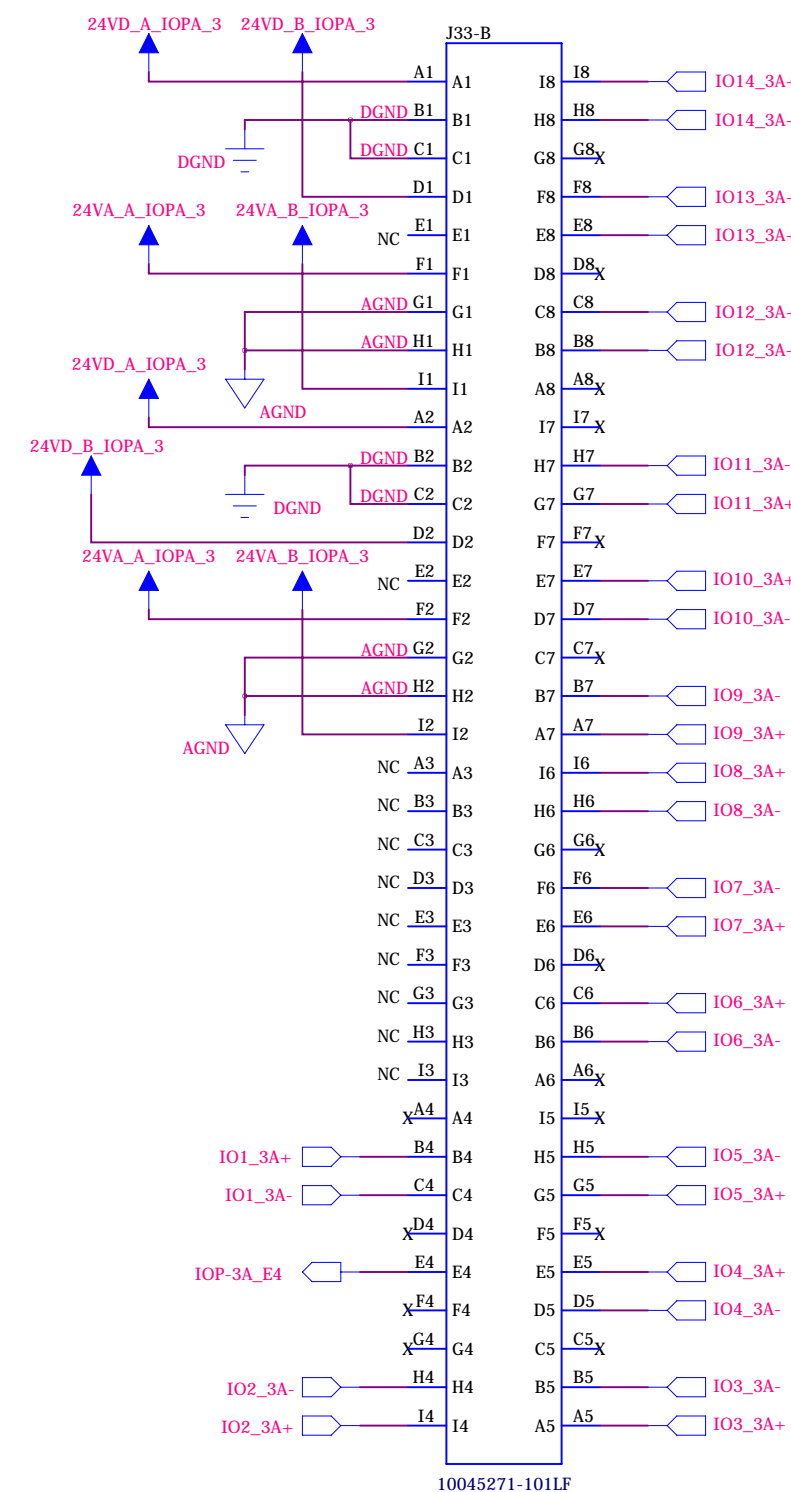 24VD_A_IOPA_3 24VD_B_IOPA_3
J33-B
A1 A1 I8 I8 IO14_3A-
DGND B1 B1 H8 H8 IO14_3A-
DGND DGND C1 C1 G8 G8 X
D1 D1 F8 F8 IO13_3A-
24VA_A_IOPA_3 24VA_B_IOPA_3
NC E1 E1 E8 E8 IO13_3A-
F1 F1 D8 D8 X
AGND G1 G1 C8 C8 IO12_3A-
AGND H1 H1 B8 B8 IO12_3A-
24VD_A_IOPA_3
I1 I1 A8 A8 X
AGND
A2 A2 I7 I7 X
24VD_B_IOPA_3
DGND B2 B2 H7 H7 IO11_3A-
DGND C2 C2 G7 G7 IO11_3A+
DGND
D2 D2 F7 F7 X
24VA_A_IOPA_3 24VA_B_IOPA_3
NC E2 E2 E7 E7 IO10_3A+
F2 F2 D7 D7 IO10_3A-
AGND G2 G2 C7 C7 X
AGND H2 H2 B7 B7 IO9_3A-
I2 I2 A7 A7 IO9_3A+
AGND
NC A3 A3 I6 I6 IO8_3A+
NC B3 B3 H6 H6 IO8_3A-
NC C3 C3 G6 G6 X
NC D3 D3 F6 F6 IO7_3A-
NC E3 E3 E6 E6 IO7_3A+
NC F3 F3 D6 D6 X
NC G3 G3 C6 C6 IO6_3A+
NC H3 H3 B6 B6 IO6_3A-
NC I3 I3 A6 A6 X
X A4 A4 I5 I5 X
IO1_3A+ B4 B4 H5 H5 IO5_3A-
IO1_3A- C4 C4 G5 G5 IO5_3A+
X D4 D4 F5 F5 X
IOP-3A_E4 E4 E4 E5 E5 IO4_3A+
X F4 F4 D5 D5 IO4_3A-
X G4 G4 C5 C5 X
IO2_3A- H4 H4 B5 B5 IO3_3A-
IO2_3A+ I4 I4 A5 A5 IO3_3A+
10045271-101LF